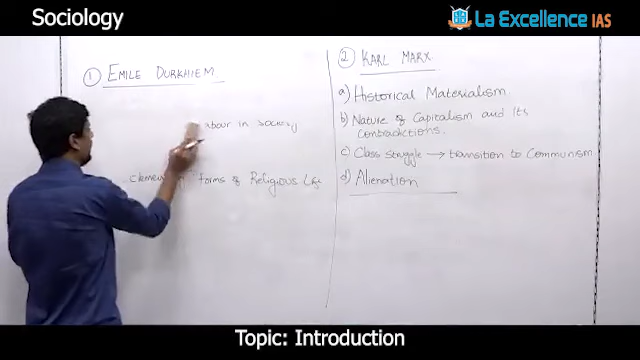 Sociology
La Excellence IAS
① EMILE DURKHIEM
abour in society
forms of Religious Life
② KARL MARX
a) Historical Materialism
b) Nature of Capitalism and its
contradictions.
c) Class struggle → transition to Communism
d) Alienation
Topic: Introduction